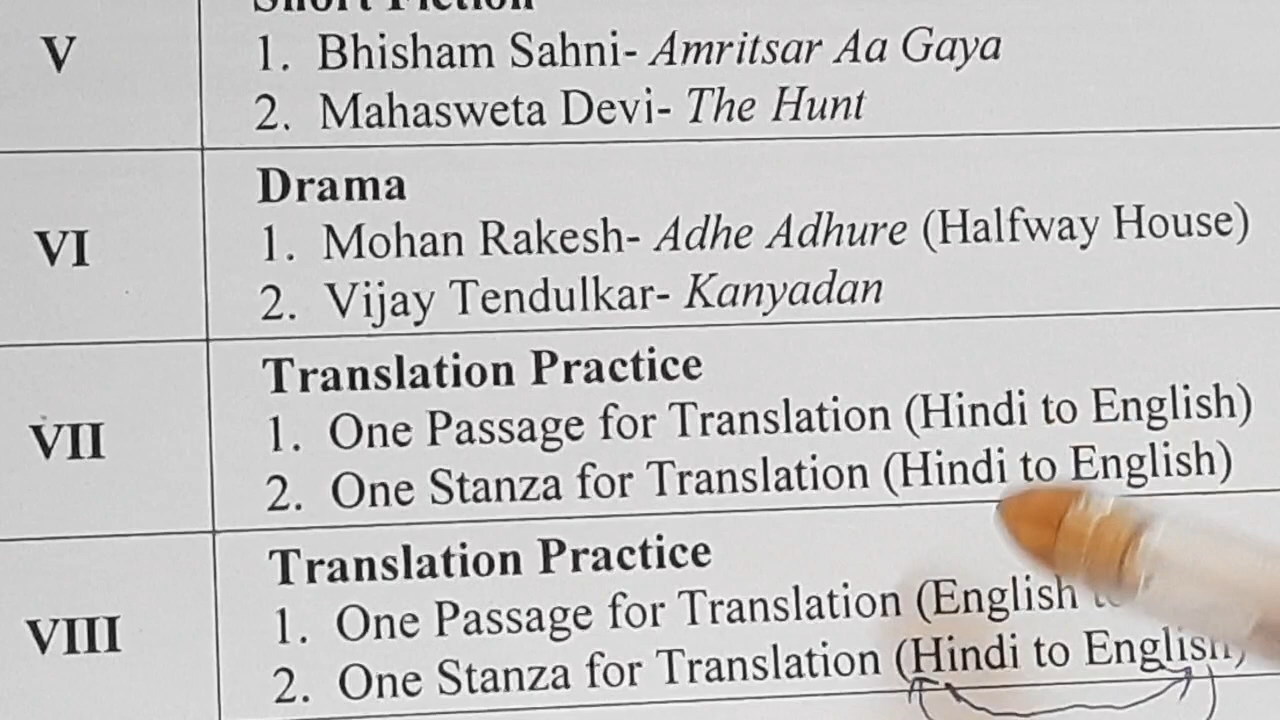 Short Fiction
V
1. Bhisham Sahni- Amritsar Aa Gaya
2. Mahasweta Devi- The Hunt
Drama
VI
1. Mohan Rakesh- Adhe Adhure (Halfway House)
2. Vijay Tendulkar- Kanyadan
Translation Practice
VII
1. One Passage for Translation (Hindi to English)
2. One Stanza for Translation (Hindi to English)
Translation Practice
VIII
1. One Passage for Translation (English
2. One Stanza for Translation (Hindi to English)